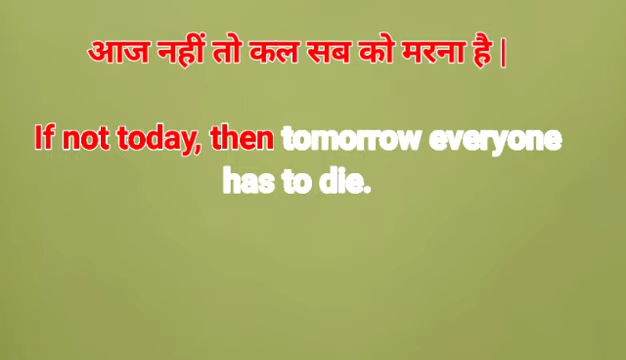 आज नहीं तो कल सब को मरना है |
If not today, then tomorrow everyone
has to die.